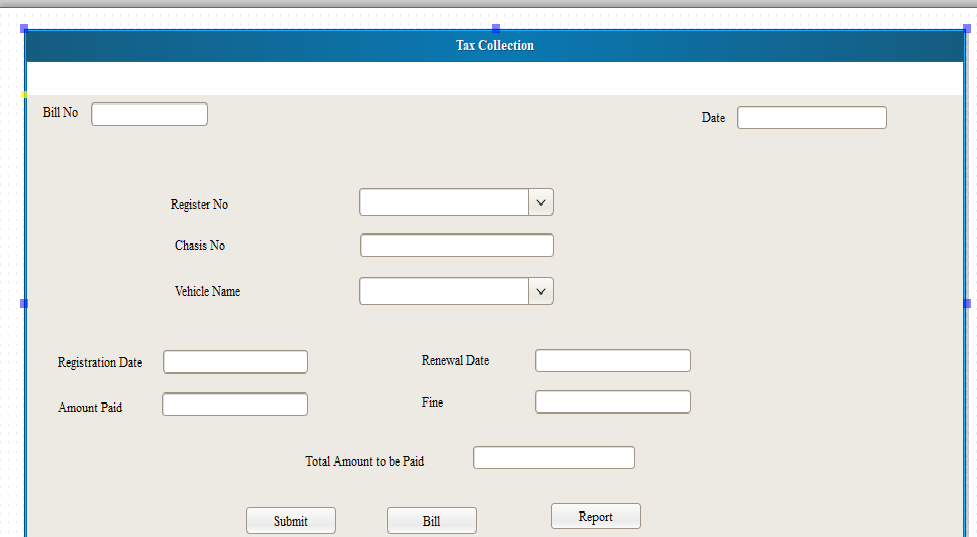 Tax Collection
Bill No
Date
Register No
Chasis No
Vehicle Name
Registration Date
Renewal Date
Amount Paid
Fine
Total Amount to be Paid
Submit
Bill
Report